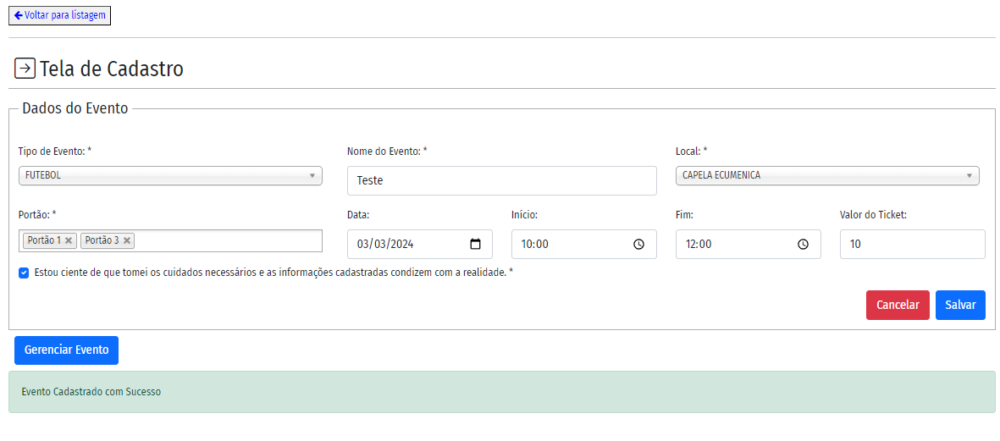 Voltar para listagem
Tela de Cadastro
Dados do Evento
Tipo de Evento: * Nome do Evento: * Local: *
FUTEBOL Teste CAPELA ECUMENICA
Portão: * Data: Início: Fim: Valor do Ticket:
Portão 1 Portão 3 03/03/2024 10:00 12:00 10
Estou ciente de que tomei os cuidados necessários e as informações cadastradas condizem com a realidade. *
Cancelar Salvar
Gerenciar Evento
Evento Cadastrado com Sucesso